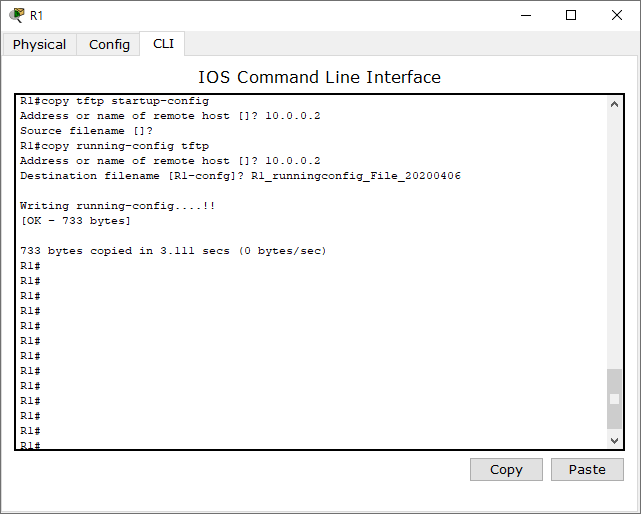 R1
Physical Config CLI
IOS Command Line Interface
R1#copy tftp startup-config
Address or name of remote host []? 10.0.0.2
Source filename []?
R1#copy running-config tftp
Address or name of remote host []? 10.0.0.2
Destination filename [R1-confg]? R1_runningconfig_File_20200406
Writing running-config....!!
[OK - 733 bytes]
733 bytes copied in 3.111 secs (0 bytes/sec)
R1#
R1#
R1#
R1#
R1#
R1#
R1#
R1#
R1#
R1#
R1#
R1#
R1#
Copy Paste